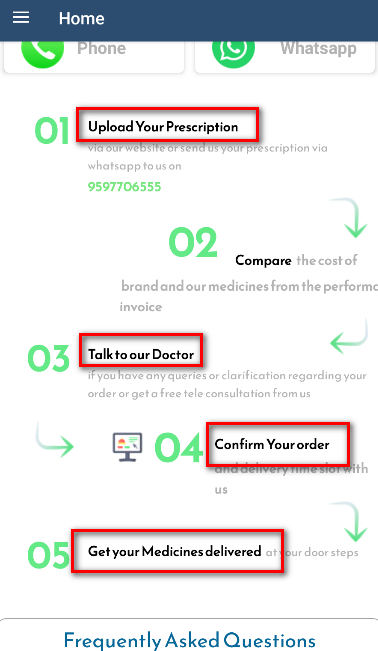 Home
Phone
Whatsapp
01
Upload Your Prescription
via our website or send us your prescription via
whatsapp to us on
9597706555
02
Compare the cost of
brand and our medicines from the performa
invoice
03
Talk to our Doctor
if you have any queries or clarification regarding your
order or get a free tele consultation from us
04
Confirm Your order
and delivery time slot with
us
05
Get your Medicines delivered at your door steps
Frequently Asked Questions